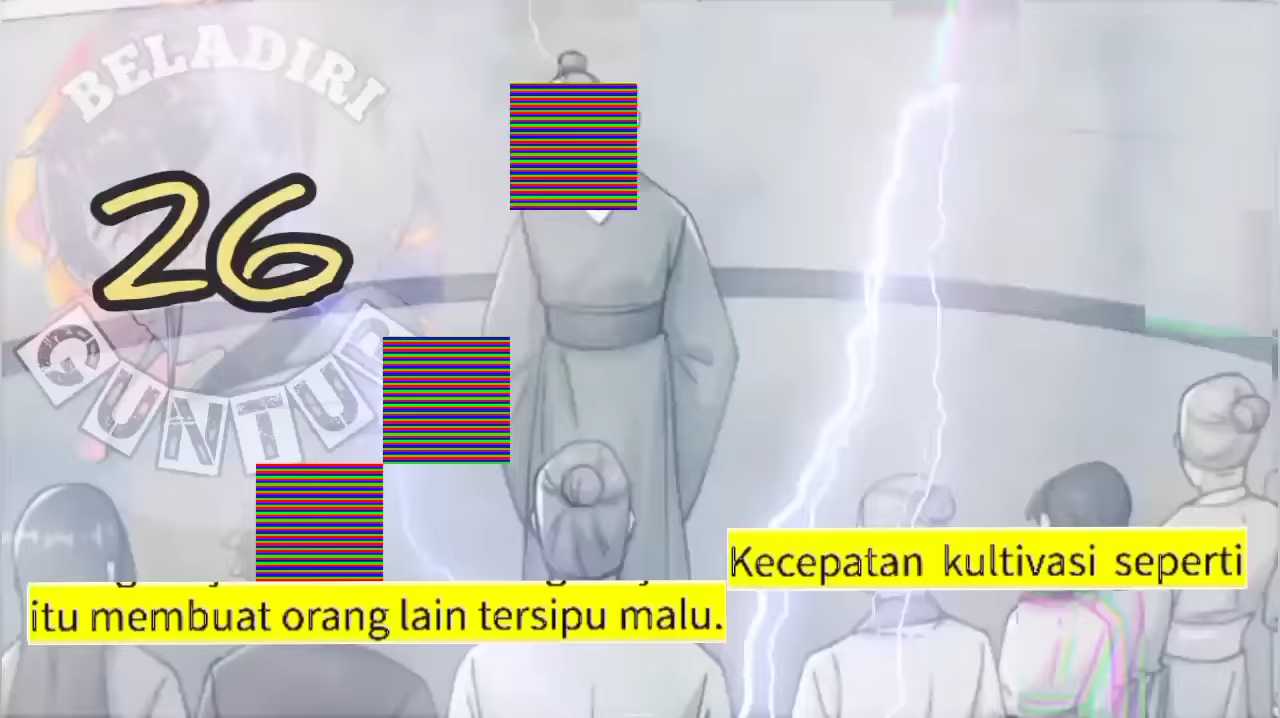 BELADIRI
26
GUNTUR
Kecepatan kultivasi seperti
itu membuat orang lain tersipu malu.